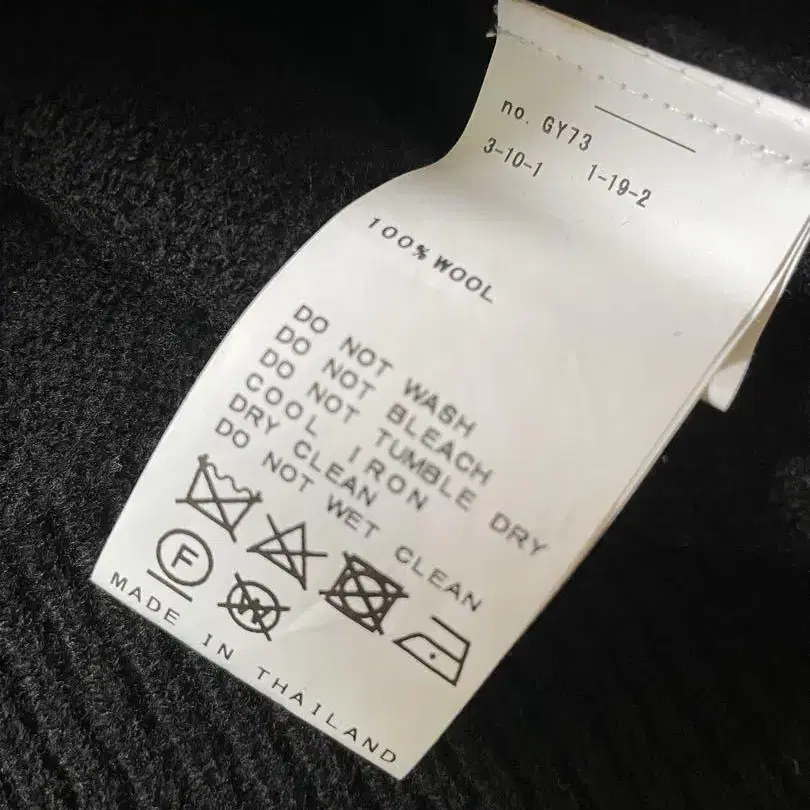 no. GY73
3-10-1 1-19-2
100% WOOL
DO NOT WASH
DO NOT BLEACH
DO NOT TUMBLE DRY
COOL IRON
DRY CLEAN
DO NOT WET CLEAN
F
W
MADE IN THAILAND